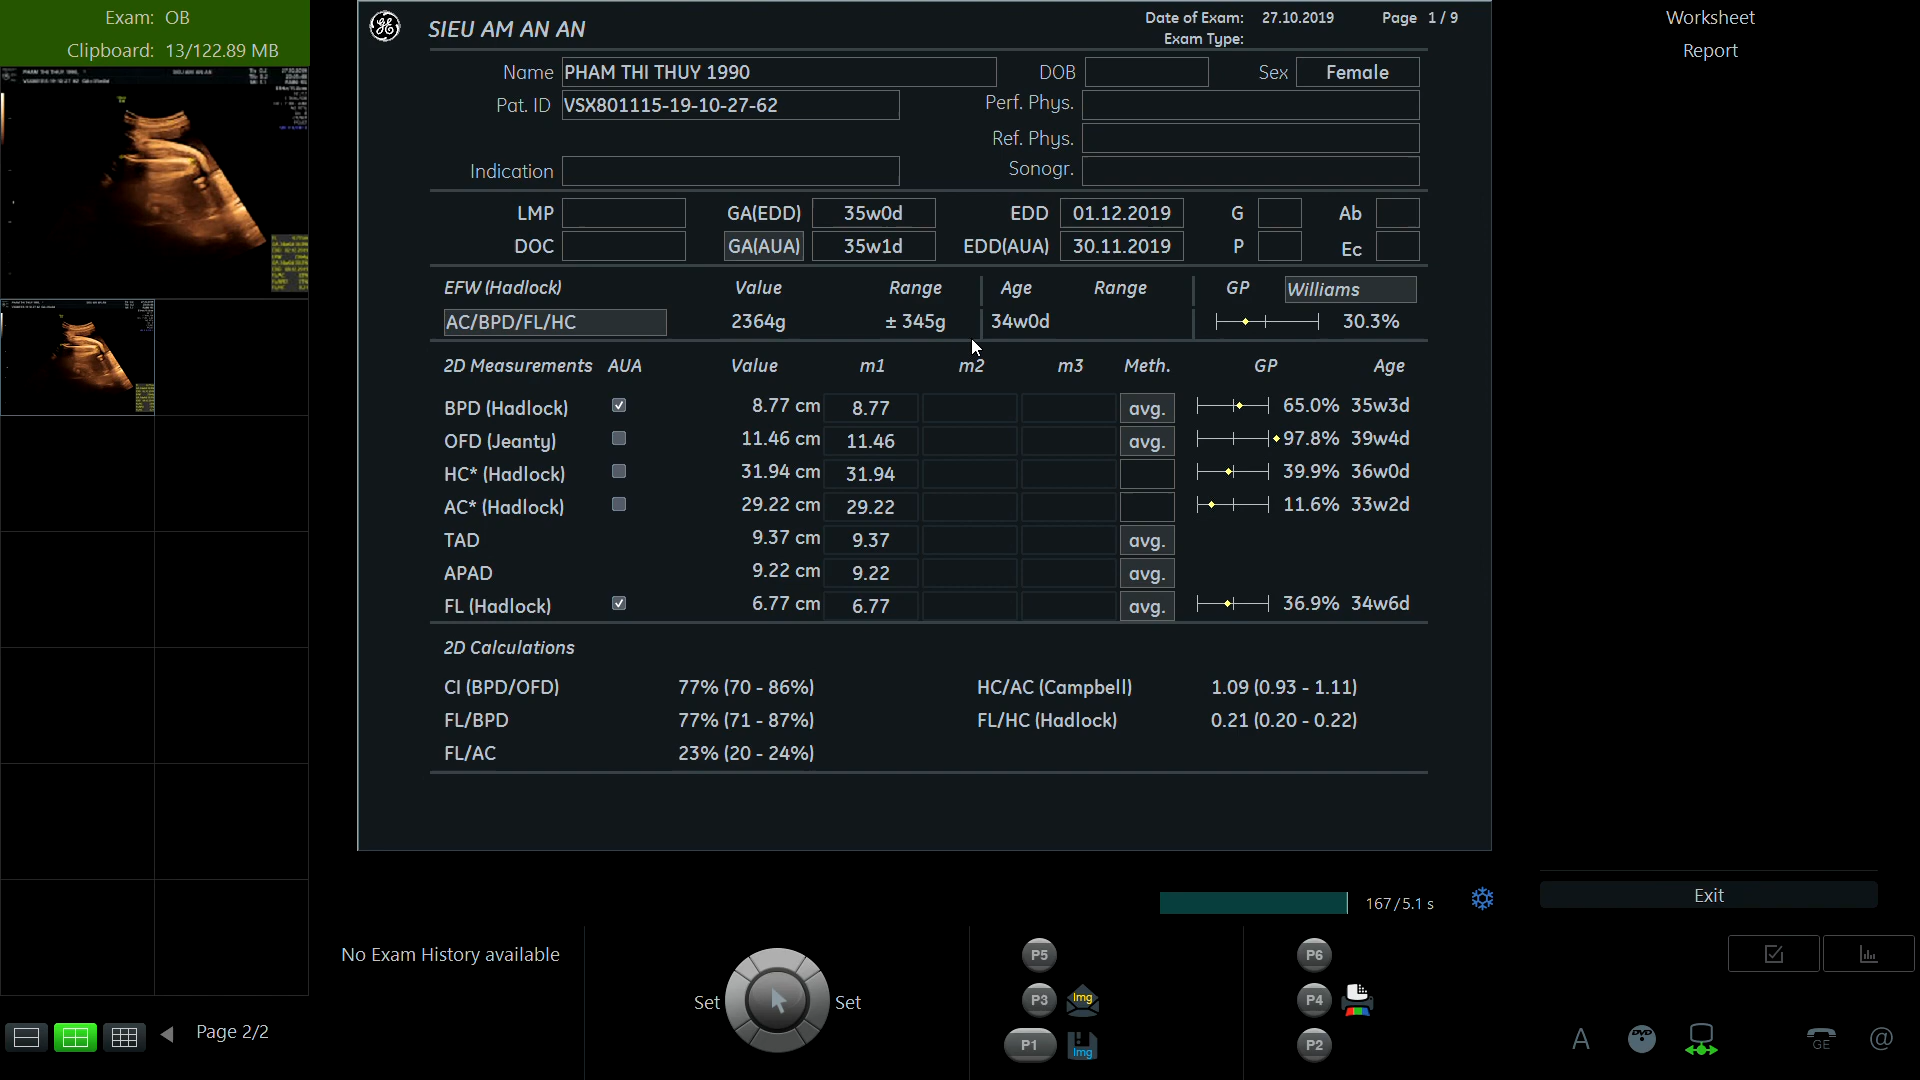 Exam: OB
Clipboard: 13/122.89 MB
SIEU AM AN AN
Date of Exam: 27.10.2019 Page 1/9
Exam Type:
Worksheet
Report
Name PHAM THI THUY 1990 DOB Sex Female
Pat. ID VSX801115-19-10-27-62 Perf. Phys.
Ref. Phys.
Indication Sonogr.
LMP GA(EDD) 35w0d EDD 01.12.2019 G Ab
DOC GA(AUA) 35w1d EDD(AUA) 30.11.2019 P Ec
EFW (Hadlock) Value Range Age Range GP Williams
AC/BPD/FL/HC 2364g ± 345g 34w0d 30.3%
2D Measurements AUA Value m1 m2 m3 Meth. GP Age
BPD (Hadlock) 8.77 cm 8.77 avg. 65.0% 35w3d
OFD (Jeanty) 11.46 cm 11.46 avg. 97.8% 39w4d
HC* (Hadlock) 31.94 cm 31.94 39.9% 36w0d
AC* (Hadlock) 29.22 cm 29.22 11.6% 33w2d
TAD 9.37 cm 9.37 avg.
APAD 9.22 cm 9.22 avg.
FL (Hadlock) 6.77 cm 6.77 avg. 36.9% 34w6d
2D Calculations
CI (BPD/OFD) 77% (70 - 86%) HC/AC (Campbell) 1.09 (0.93 - 1.11)
FL/BPD 77% (71 - 87%) FL/HC (Hadlock) 0.21 (0.20 - 0.22)
FL/AC 23% (20 - 24%)
167/5.1 s
Exit
No Exam History available
Set Set
P5 P6
P3 Img P4
P1 Img P2
Page 2/2
A DVD GE @